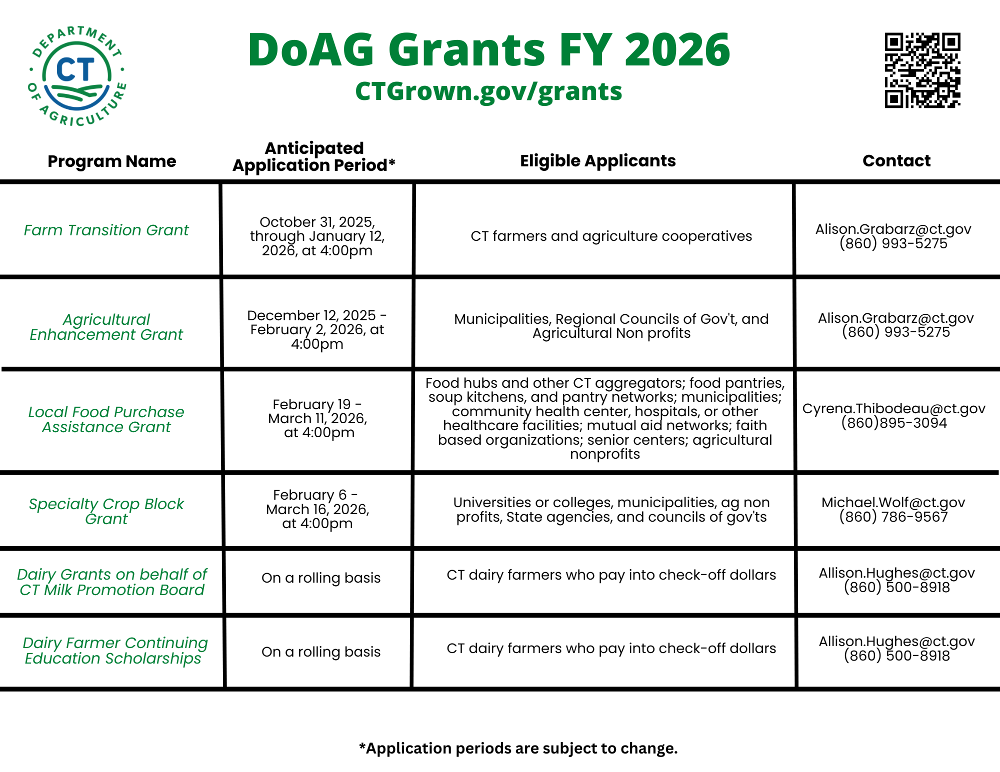 DEPARTMENT
OF AGRICULTURE
CT
DoAG Grants FY 2026
CTGrown.gov/grants
Program Name
Anticipated
Application Period*
Eligible Applicants
Contact
Farm Transition Grant
October 31, 2025,
through January 12,
2026, at 4:00pm
CT farmers and agriculture cooperatives
Alison.Grabarz@ct.gov
(860) 993-5275
Agricultural
Enhancement Grant
December 12, 2025 -
February 2, 2026, at
4:00pm
Municipalities, Regional Councils of Gov't, and
Agricultural Non profits
Alison.Grabarz@ct.gov
(860) 993-5275
Local Food Purchase
Assistance Grant
February 19 -
March 11, 2026,
at 4:00pm
Food hubs and other CT aggregators; food pantries,
soup kitchens, and pantry networks; municipalities;
community health center, hospitals, or other
healthcare facilities; mutual aid networks; faith
based organizations; senior centers; agricultural
nonprofits
Cyrena.Thibodeau@ct.gov
(860)895-3094
Specialty Crop Block
Grant
February 6 -
March 16, 2026,
at 4:00pm
Universities or colleges, municipalities, ag non
profits, State agencies, and councils of gov'ts
Michael.Wolf@ct.gov
(860) 786-9567
Dairy Grants on behalf of
CT Milk Promotion Board
On a rolling basis
CT dairy farmers who pay into check-off dollars
Allison.Hughes@ct.gov
(860) 500-8918
Dairy Farmer Continuing
Education Scholarships
On a rolling basis
CT dairy farmers who pay into check-off dollars
Allison.Hughes@ct.gov
(860) 500-8918
*Application periods are subject to change.